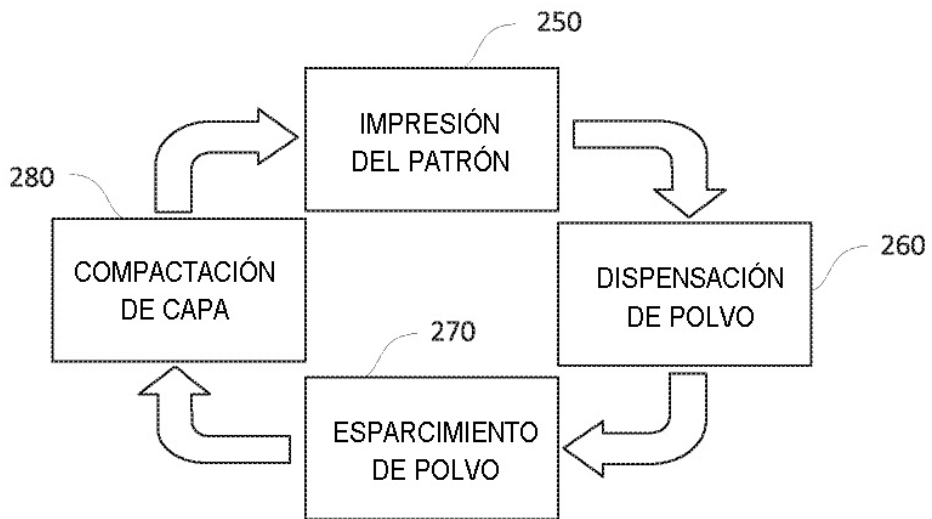 250
IMPRESIÓN
DEL PATRÓN
280
COMPACTACIÓN
DE CAPA
260
DISPENSACIÓN
DE POLVO
270
ESPARCIMIENTO
DE POLVO